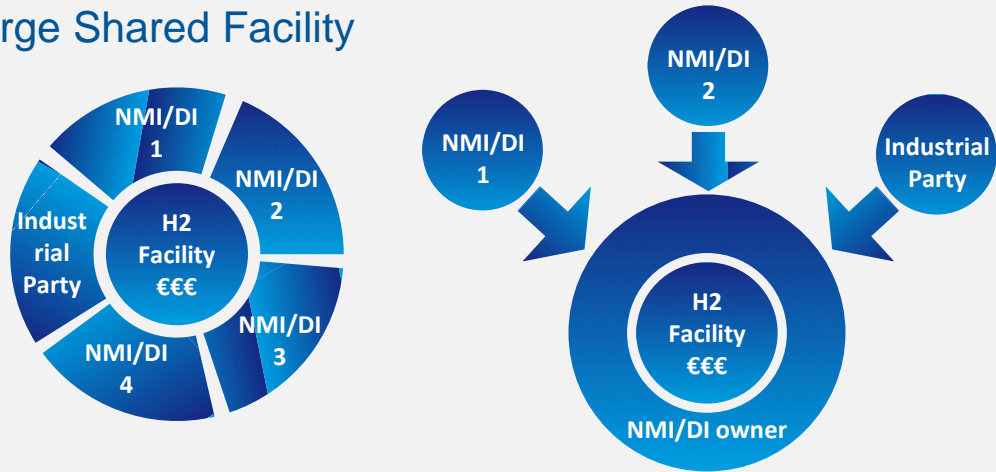 rge Shared Facility
NMI/DI
1
NMI/DI
2
NMI/DI
3
NMI/DI
4
Indust
rial
Party
H2
Facility
€€€
NMI/DI
1
NMI/DI
2
Industrial
Party
H2
Facility
€€€
NMI/DI owner